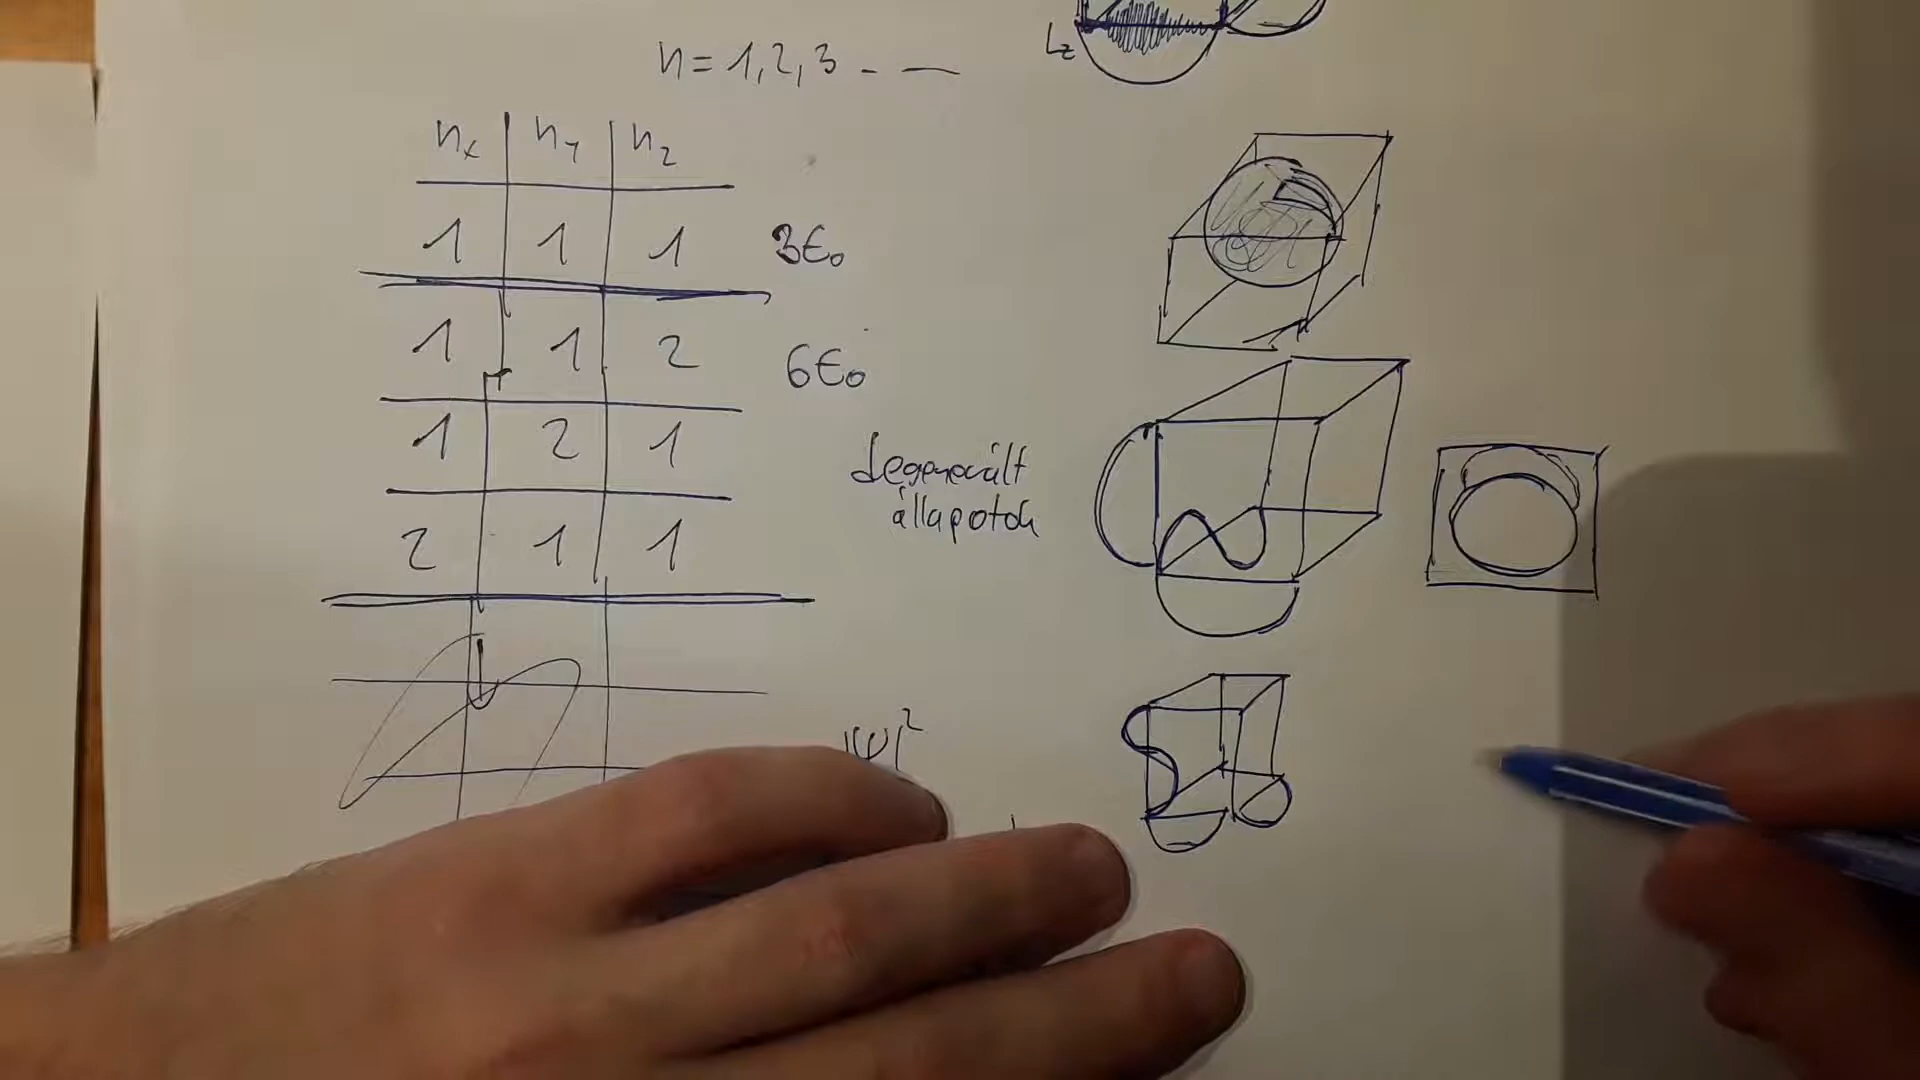 n = 1, 2, 3 - —
Lz
nx ny nz
1 1 1 3ϵ₀
1 1 2 6ϵ₀
1 2 1
degenerált
állapotok
2 1 1
|ψ|²